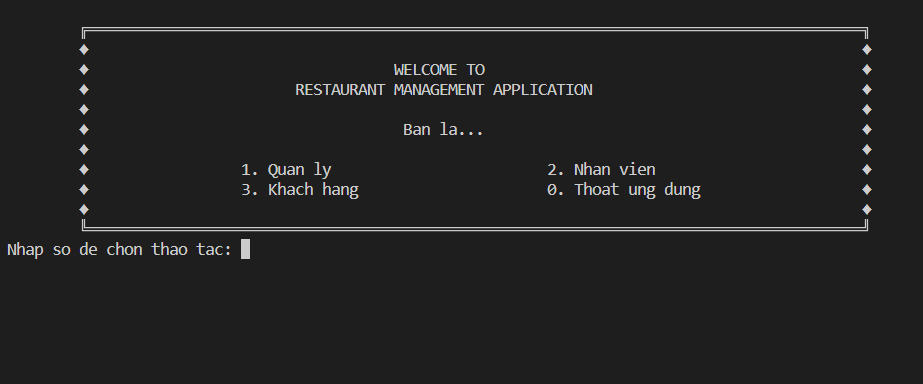 WELCOME TO
RESTAURANT MANAGEMENT APPLICATION
Ban la...
1. Quan ly 2. Nhan vien
3. Khach hang 0. Thoat ung dung
Nhap so de chon thao tac: